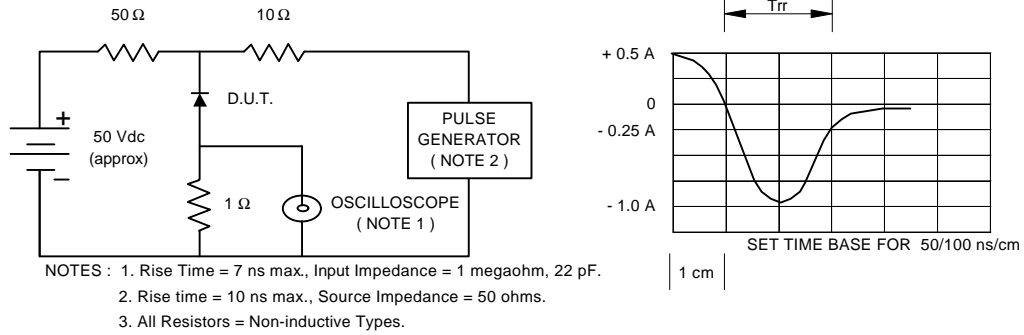 50 Ω 10 Ω
D.U.T.
+
50 Vdc
(approx)
−
1 Ω
OSCILLOSCOPE
( NOTE 1 )
PULSE
GENERATOR
( NOTE 2 )
Trr
+ 0.5 A
0
- 0.25 A
- 1.0 A
SET TIME BASE FOR 50/100 ns/cm
1 cm
NOTES : 1. Rise Time = 7 ns max., Input Impedance = 1 megaohm, 22 pF.
2. Rise time = 10 ns max., Source Impedance = 50 ohms.
3. All Resistors = Non-inductive Types.